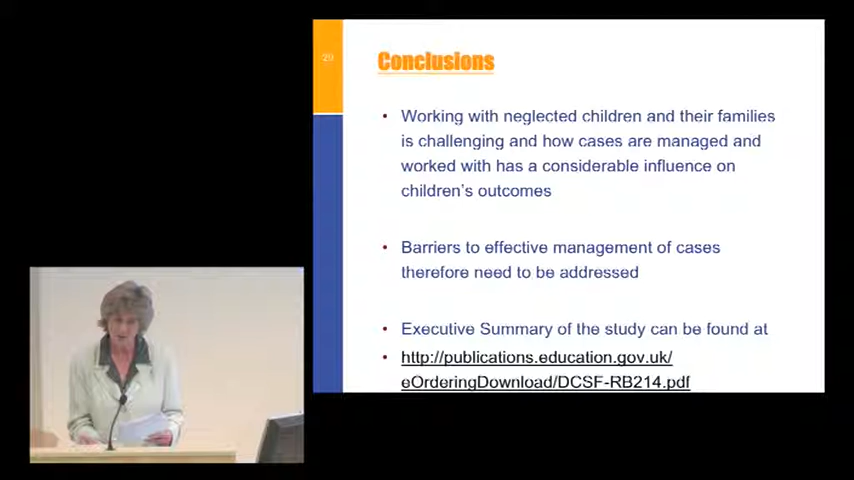 20
Conclusions
• Working with neglected children and their families
is challenging and how cases are managed and
worked with has a considerable influence on
children's outcomes
• Barriers to effective management of cases
therefore need to be addressed
• Executive Summary of the study can be found at
• http://publications.education.gov.uk/
eOrderingDownload/DCSF-RB214.pdf